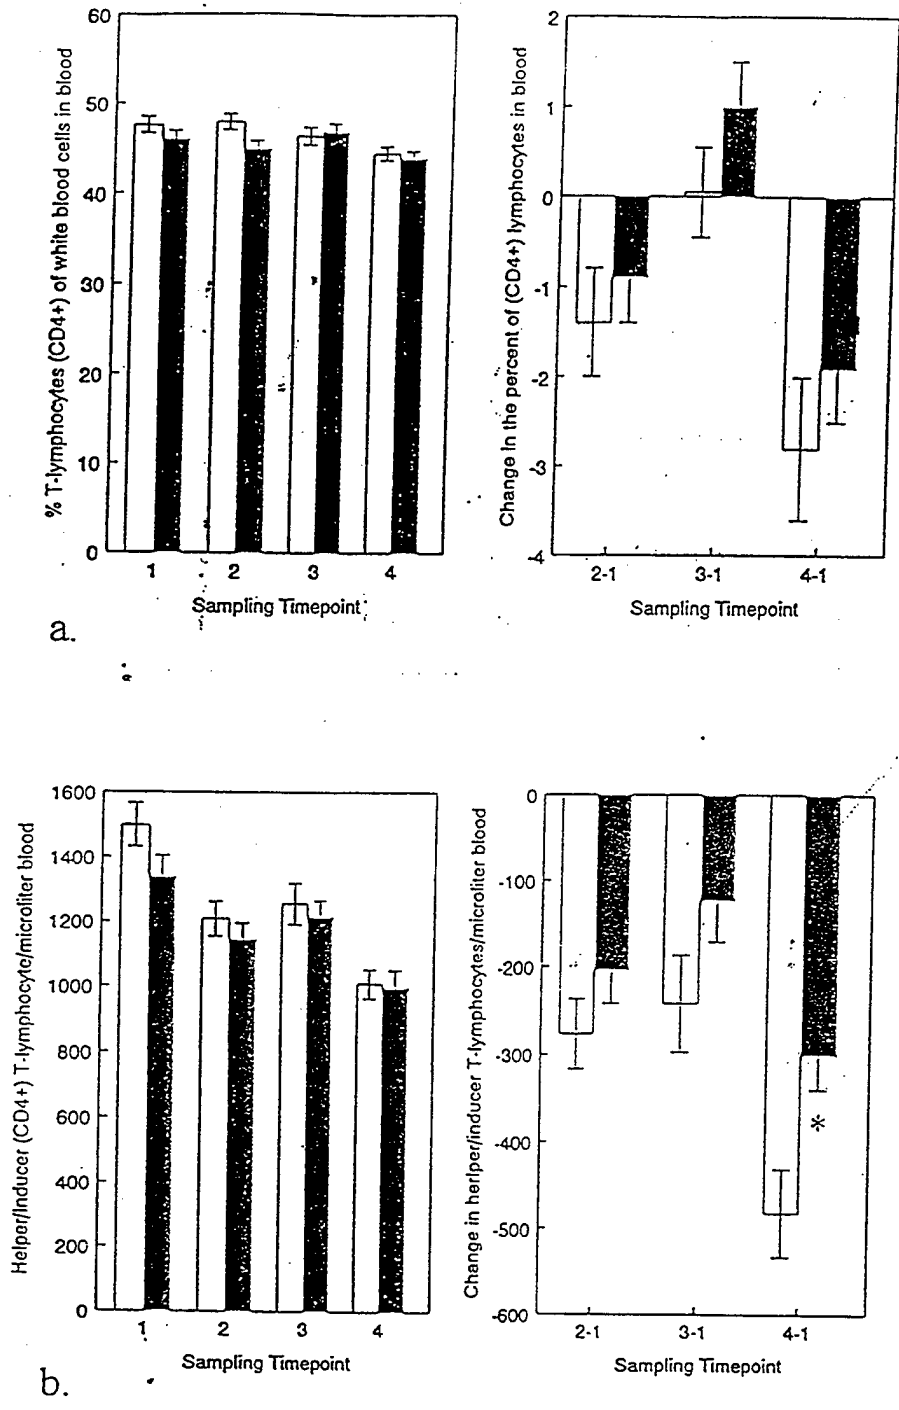 % T-lymphocytes (CD4+) of white blood cells in blood
60
50
40
30
20
10
0
1 2 3 4
Sampling Timepoint
Change in the percent of (CD4+) lymphocytes in blood
2
1
0
-1
-2
-3
-4
2-1 3-1 4-1
Sampling Timepoint
a.
Helper/Inducer (CD4+) T-lymphocyte/microliter blood
1600
1400
1200
1000
800
600
400
200
0
1 2 3 4
Sampling Timepoint
Change in herlper/inducer T-lymphocytes/microliter blood
0
-100
-200
-300
-400
-500
-600
*
2-1 3-1 4-1
Sampling Timepoint
b.